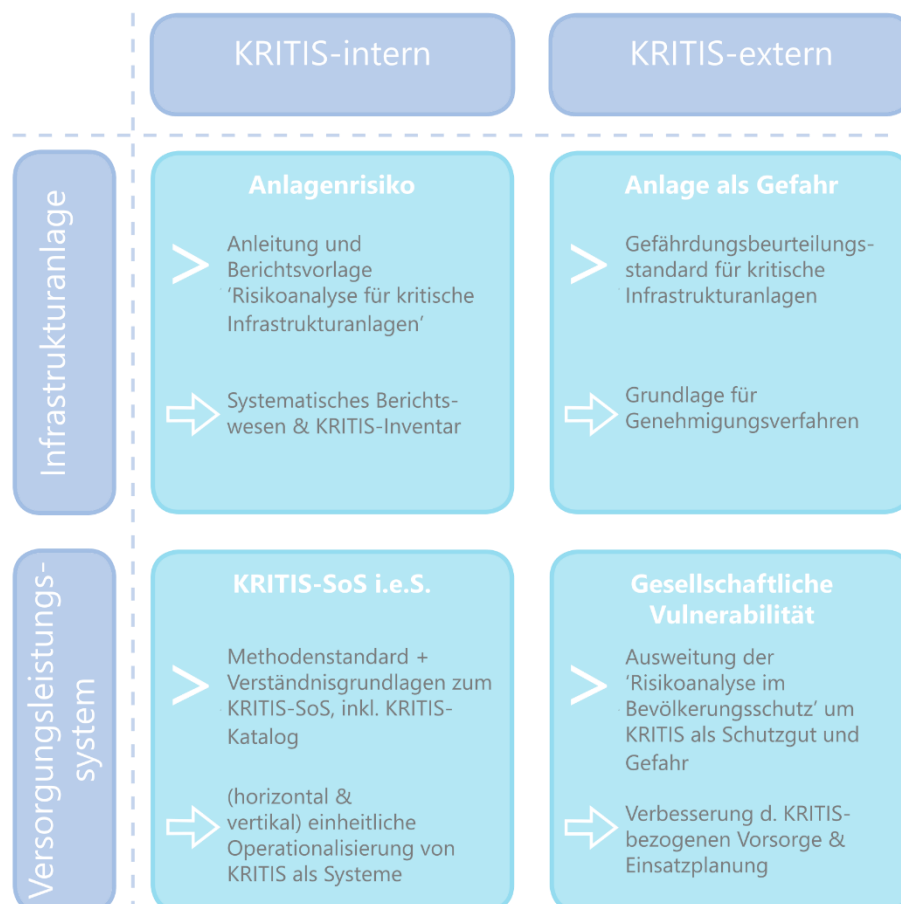 KRITIS-intern
KRITIS-extern
Infrastrukturanlage
Anlagenrisiko
Anleitung und
Berichtsvorlage
‘Risikoanalyse für kritische
Infrastrukturanlagen’
Systematisches Berichts-
wesen & KRITIS-Inventar
Anlage als Gefahr
Gefährdungsbeurteilungs-
standard für kritische
Infrastrukturanlagen
Grundlage für
Genehmigungsverfahren
Versorgungsleistungs-
system
KRITIS-SoS i.e.S.
Methodenstandard +
Verständnisgrundlagen zum
KRITIS-SoS, inkl. KRITIS-
Katalog
(horizontal &
vertikal) einheitliche
Operationalisierung von
KRITIS als Systeme
Gesellschaftliche
Vulnerabilität
Ausweitung der
‘Risikoanalyse im
Bevölkerungsschutz’ um
KRITIS als Schutzgut und
Gefahr
Verbesserung d. KRITIS-
bezogenen Vorsorge &
Einsatzplanung